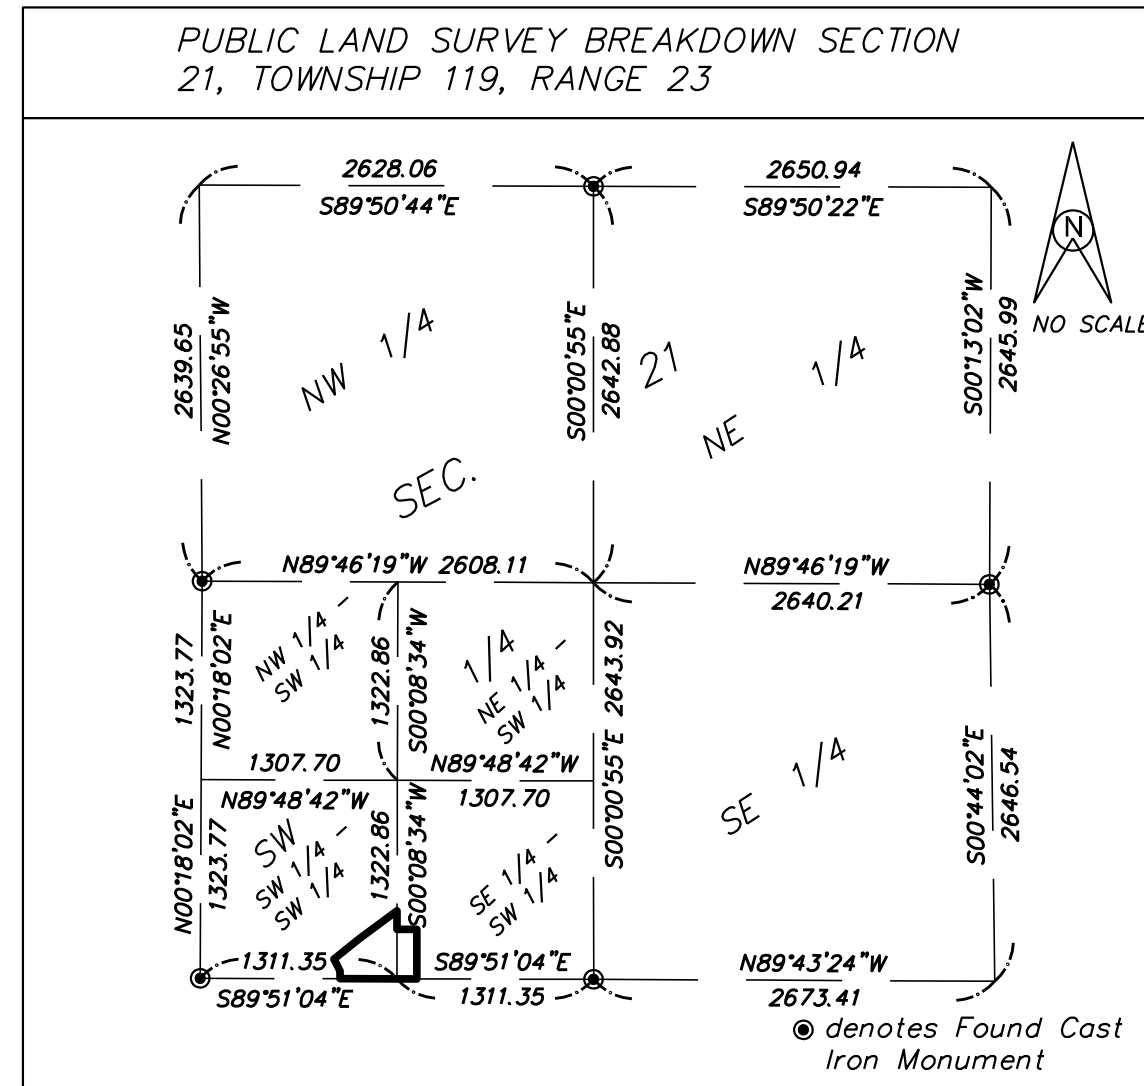 PUBLIC LAND SURVEY BREAKDOWN SECTION
21, TOWNSHIP 119, RANGE 23
2628.06
S89°50'44"E
2650.94
S89°50'22"E
N
NO SCALE
2639.65
N00°26'55"W
NW 1/4
S00°00'55"E
2642.88
21
NE 1/4
S00°13'02"W
2645.99
SEC.
N89°46'19"W 2608.11
N89°46'19"W
2640.21
1323.77
N00°18'02"E
NW 1/4 -
SW 1/4
1322.86
S00°08'34"W
1/4
NE 1/4 -
SW 1/4
S00°00'55"E 2643.92
1307.70
N89°48'42"W
N89°48'42"W
1307.70
SE 1/4
S00°44'02"E
2646.54
N00°18'02"E
1323.77
SW
SW 1/4 -
SW 1/4
1322.86
S00°08'34"W
SE 1/4 -
SW 1/4
1311.35
S89°51'04"E
S89°51'04"E
1311.35
N89°43'24"W
2673.41
denotes Found Cast
Iron Monument